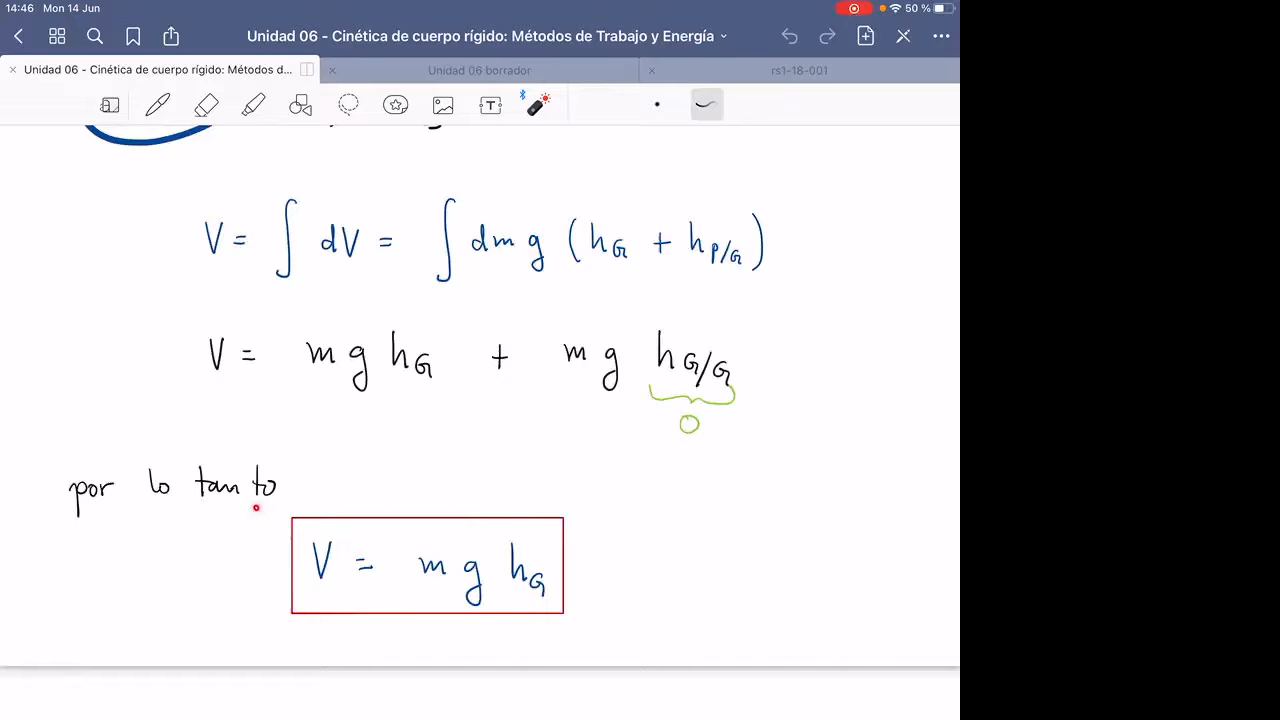 14:46 Mon 14 Jun 50 %
Unidad 06 - Cinética de cuerpo rígido: Métodos de Trabajo y Energía
Unidad 06 - Cinética de cuerpo rígido: Métodos d... Unidad 06 borrador rs1-18-001
V = ∫ dV = ∫ dm g (h_G + h_P/G)
V = m g h_G + m g h_G/G
0
por lo tanto
V = m g h_G